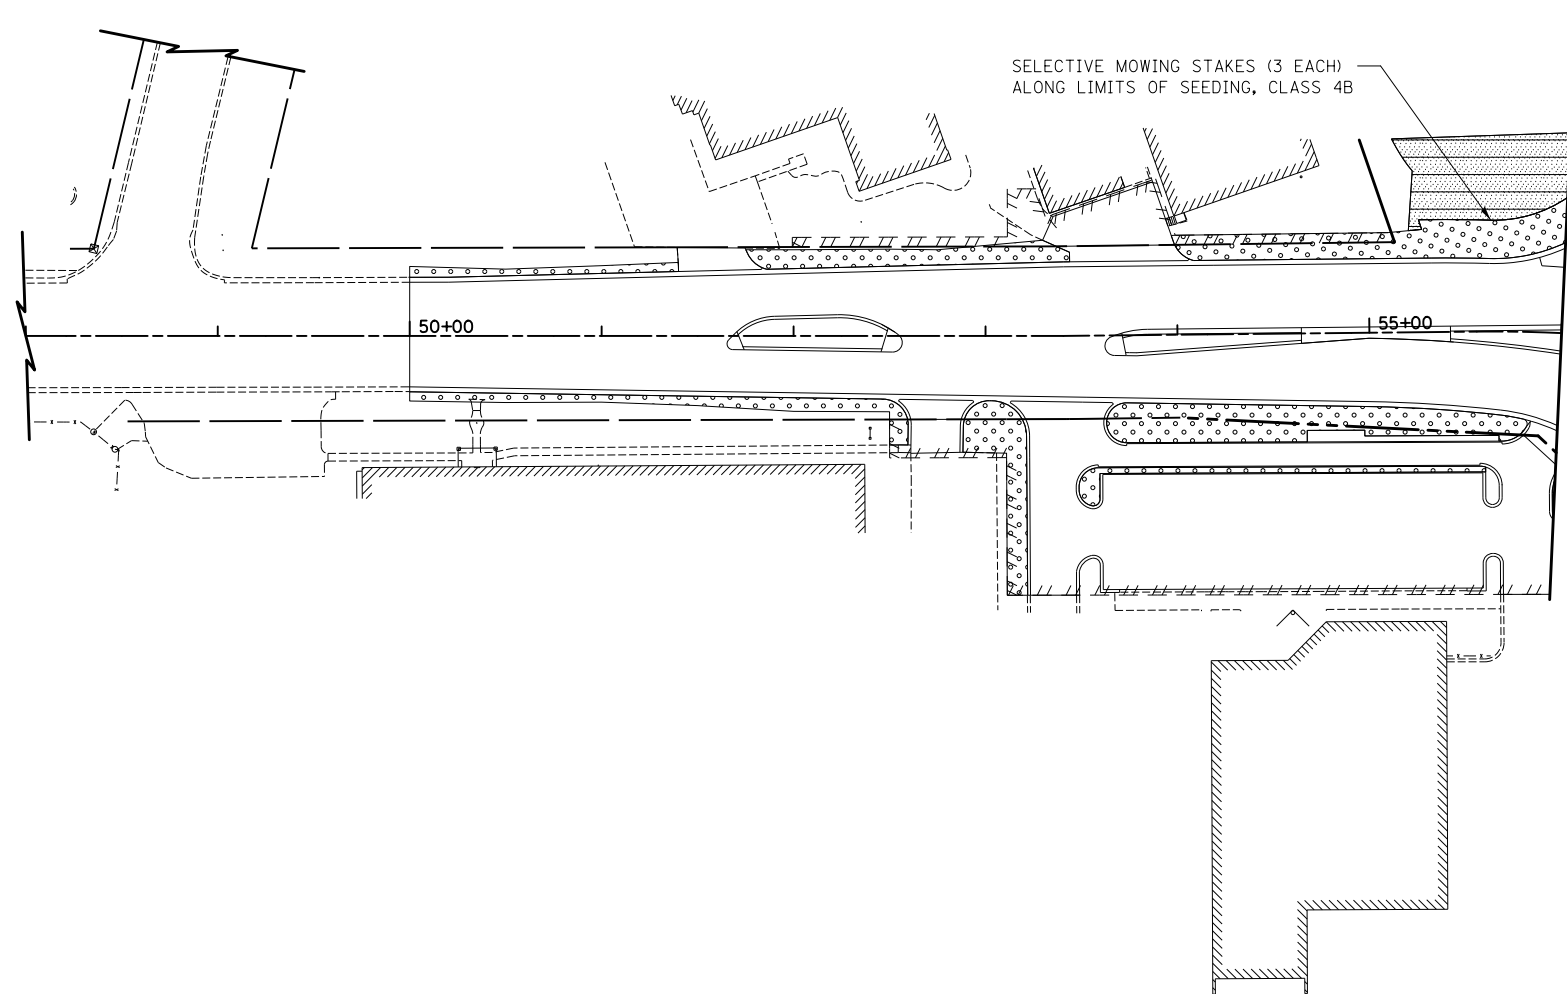 SELECTIVE MOWING STAKES (3 EACH)
ALONG LIMITS OF SEEDING, CLASS 4B
50+00
55+00